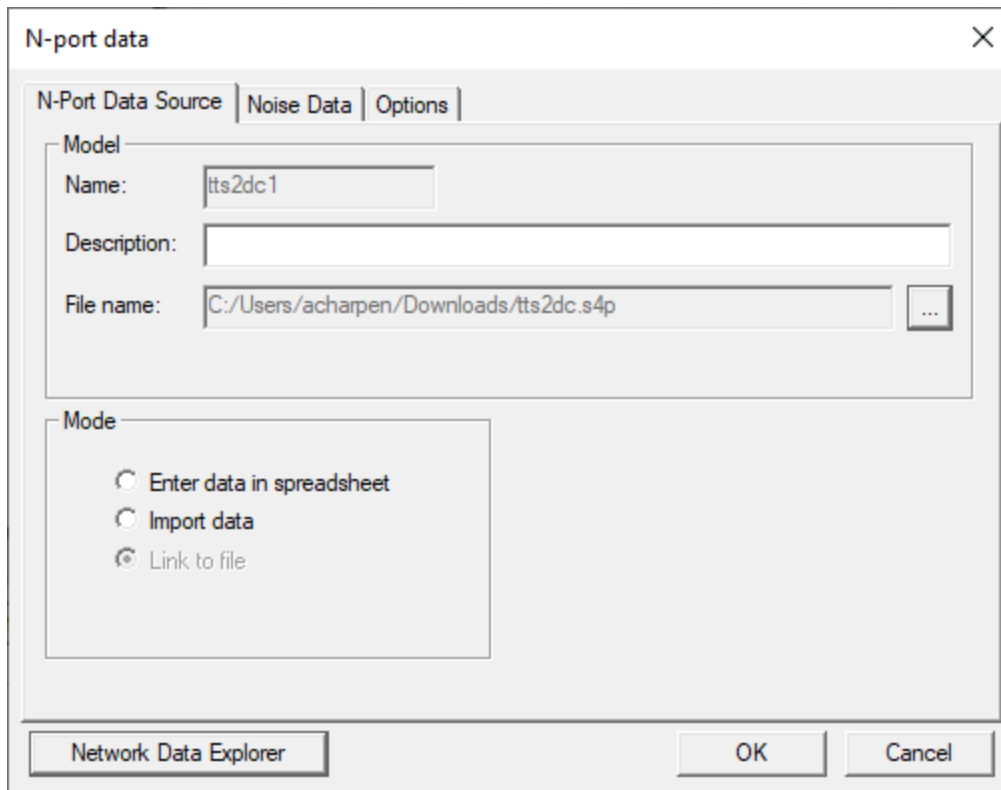 N-port data
N-Port Data Source Noise Data Options
Model
Name: tts2dc1
Description:
File name: C:/Users/acharpen/Downloads/tts2dc.s4p ...
Mode
Enter data in spreadsheet
Import data
Link to file
Network Data Explorer OK Cancel